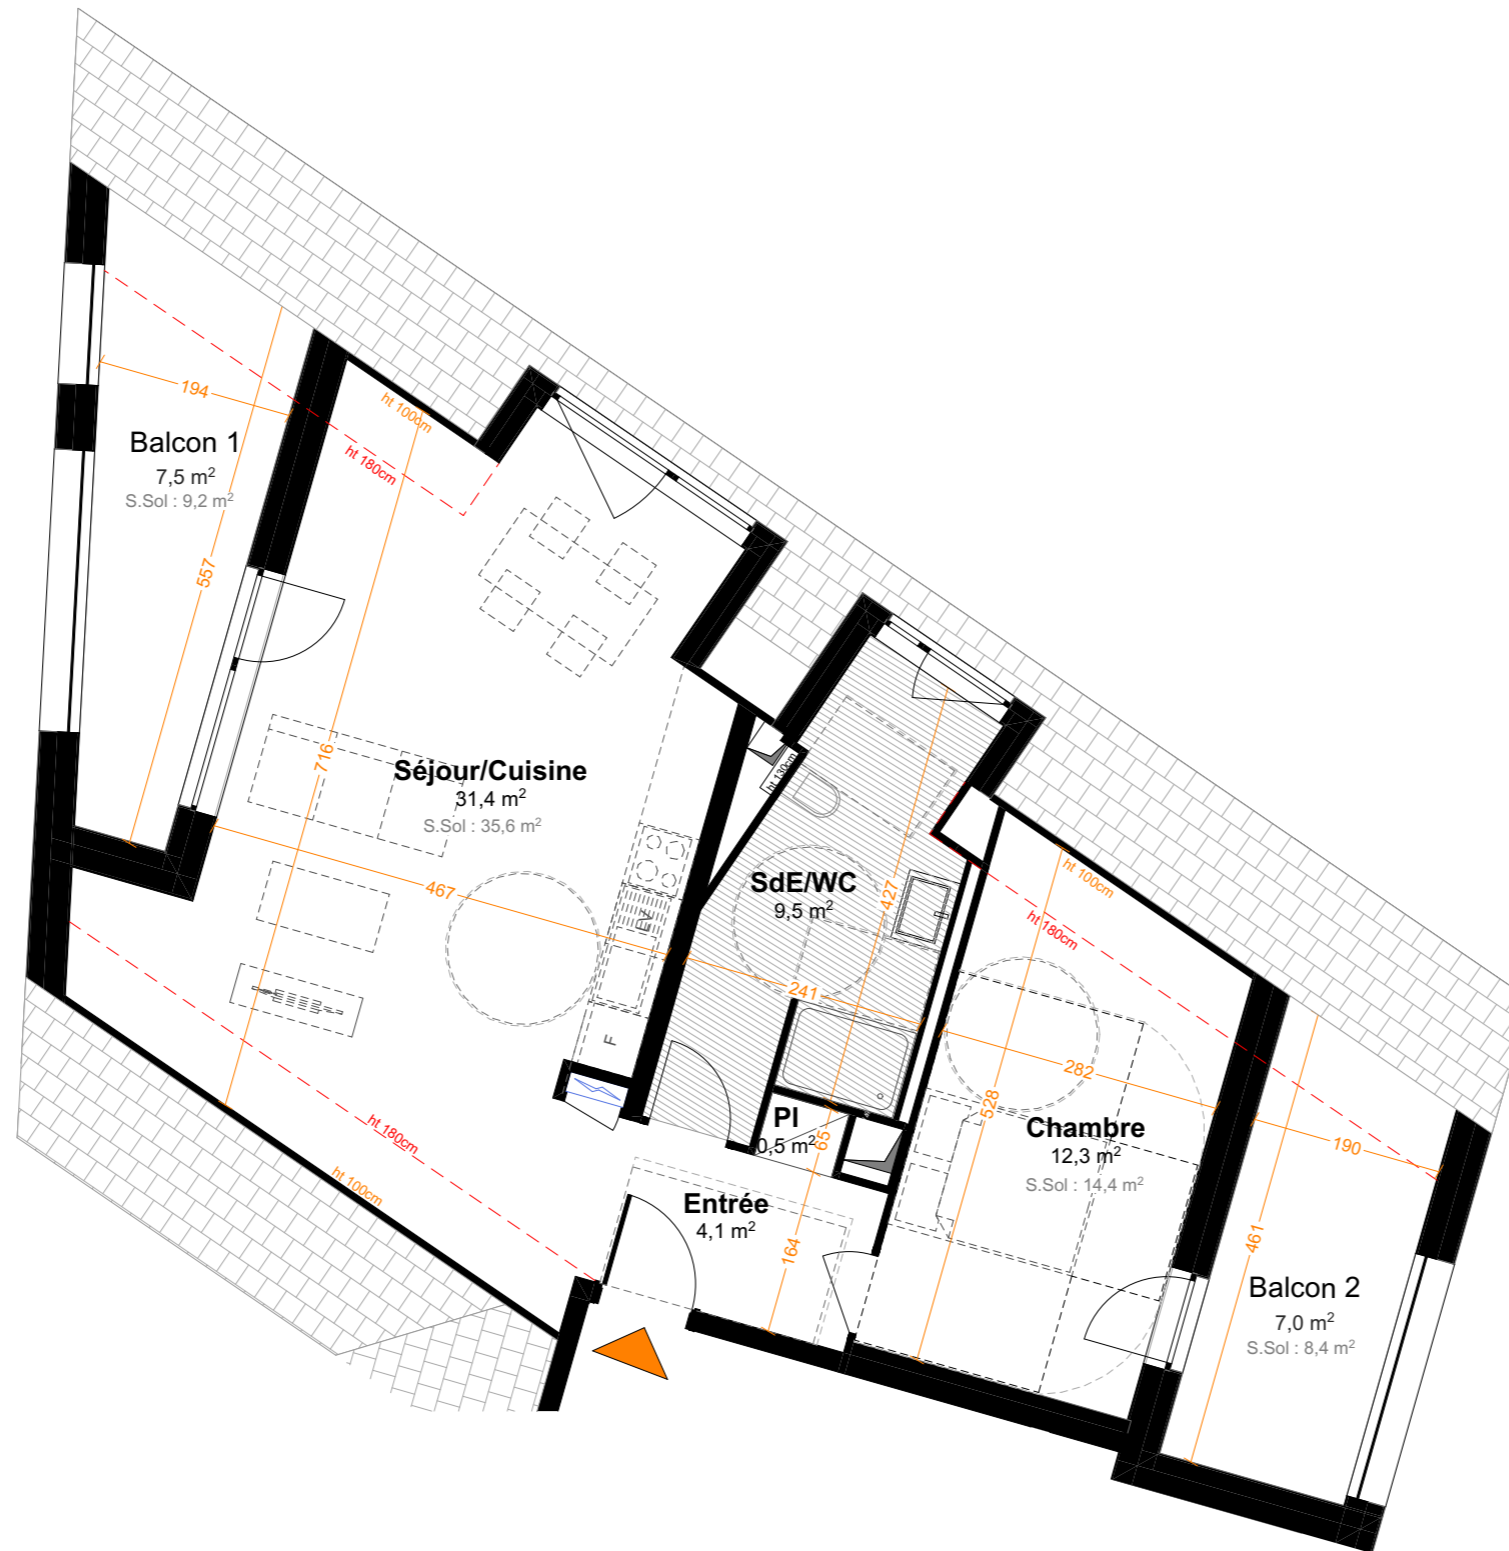 194
Balcon 1
7,5 m²
S.Sol : 9,2 m²
557
ht 100cm
ht 180cm
716
Séjour/Cuisine
31,4 m²
S.Sol : 35,6 m²
467
EV
F
ht 180cm
ht 100cm
ht 130cm
SdE/WC
9,5 m²
427
241
Pl
0,5 m²
65
Entrée
4,1 m²
164
ht 100cm
ht 180cm
282
528
Chambre
12,3 m²
S.Sol : 14,4 m²
190
461
Balcon 2
7,0 m²
S.Sol : 8,4 m²